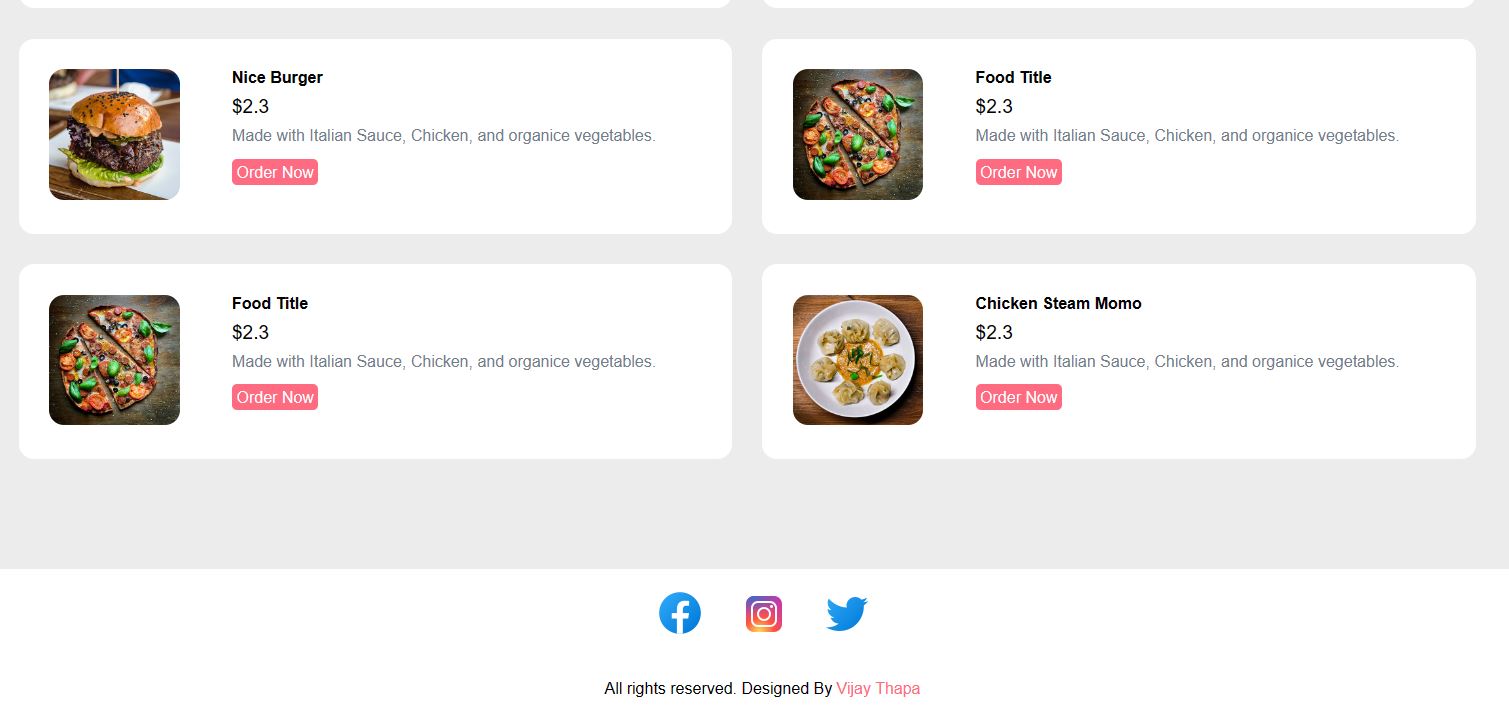 Nice Burger
$2.3
Made with Italian Sauce, Chicken, and organice vegetables.
Order Now
Food Title
$2.3
Made with Italian Sauce, Chicken, and organice vegetables.
Order Now
Food Title
$2.3
Made with Italian Sauce, Chicken, and organice vegetables.
Order Now
Chicken Steam Momo
$2.3
Made with Italian Sauce, Chicken, and organice vegetables.
Order Now
All rights reserved. Designed By Vijay Thapa